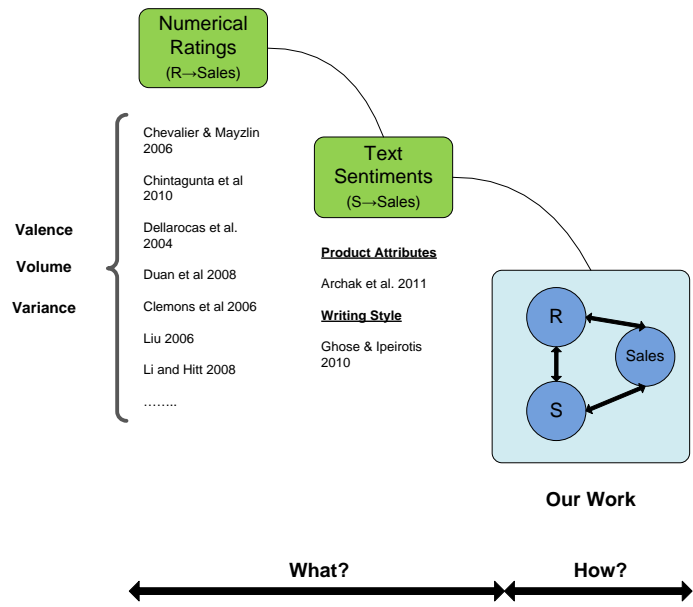 Numerical
Ratings
(R→Sales)
Chevalier & Mayzlin
2006
Chintagunta et al
2010
Dellarocas et al.
2004
Duan et al 2008
Clemons et al 2006
Liu 2006
Li and Hitt 2008
……..
Valence
Volume
Variance
Text
Sentiments
(S→Sales)
Product Attributes
Archak et al. 2011
Writing Style
Ghose & Ipeirotis
2010
R
Sales
S
Our Work
What?
How?